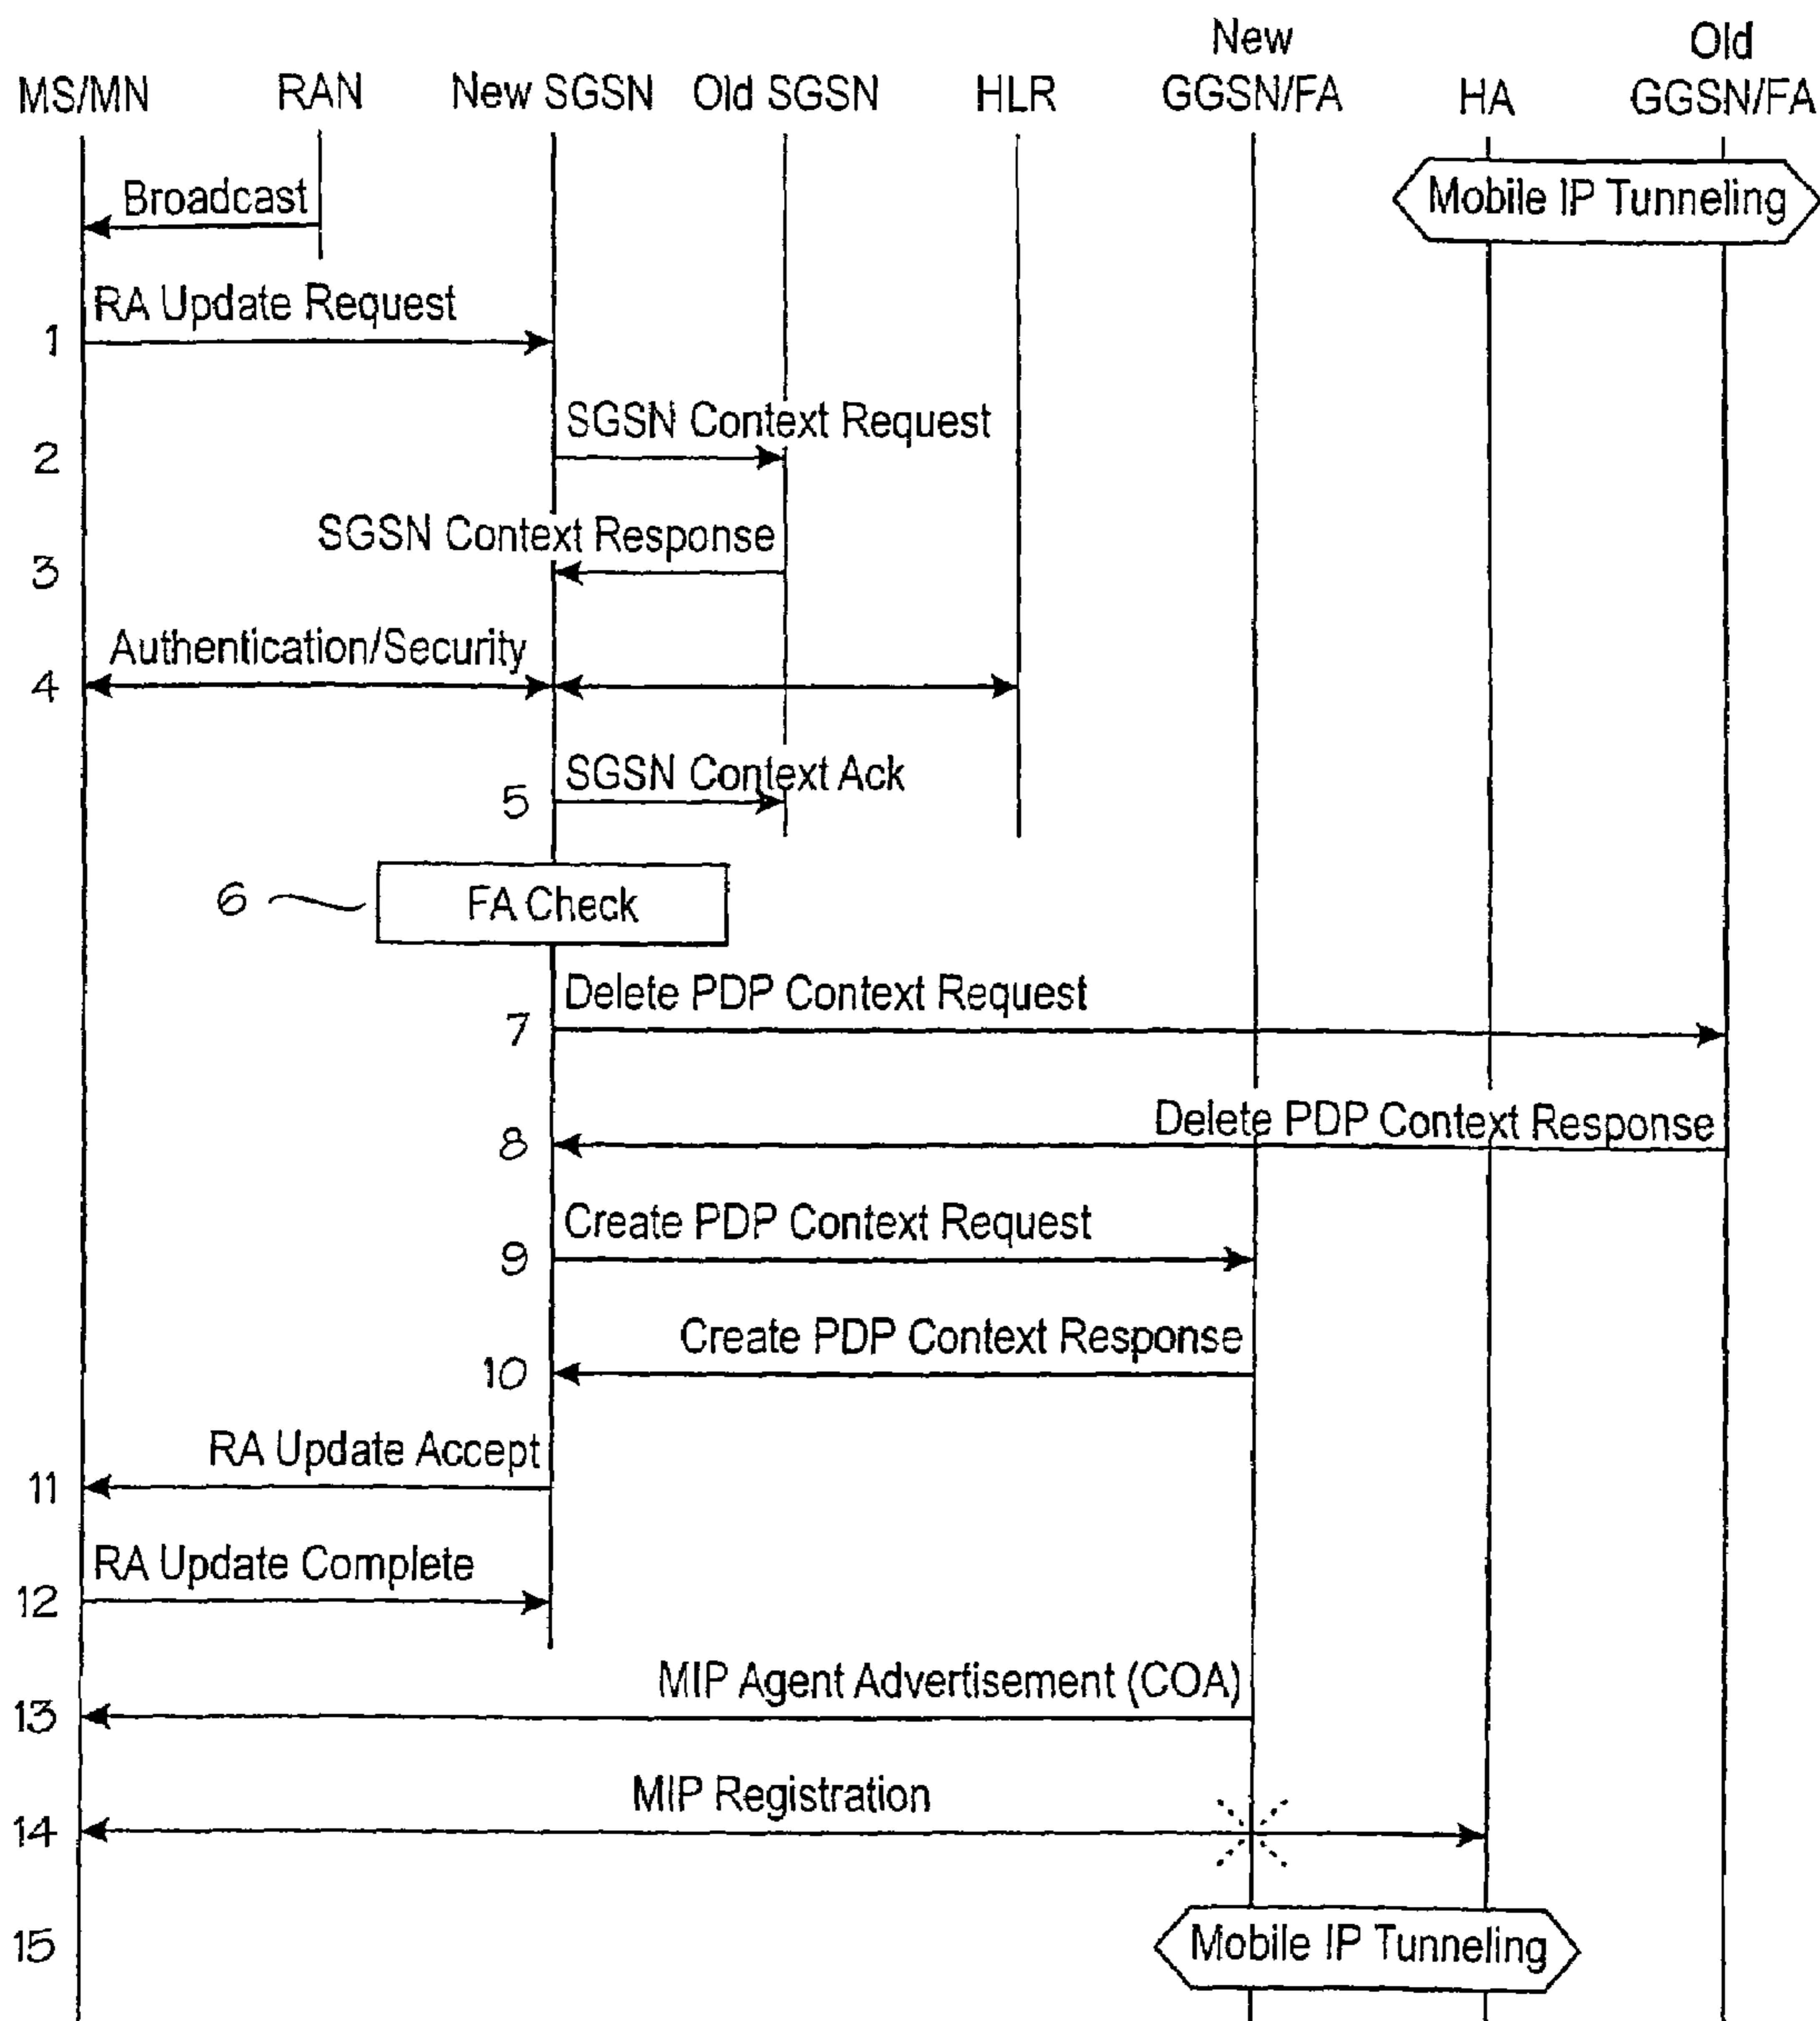 New
Old
MS/MN RAN New SGSN Old SGSN HLR GGSN/FA HA GGSN/FA
Mobile IP Tunneling
Broadcast
RA Update Request
1
SGSN Context Request
2
SGSN Context Response
3
Authentication/Security
4
SGSN Context Ack
5
6 FA Check
Delete PDP Context Request
7
Delete PDP Context Response
8
Create PDP Context Request
9
Create PDP Context Response
10
RA Update Accept
11
RA Update Complete
12
MIP Agent Advertisement (COA)
13
MIP Registration
14
15 Mobile IP Tunneling